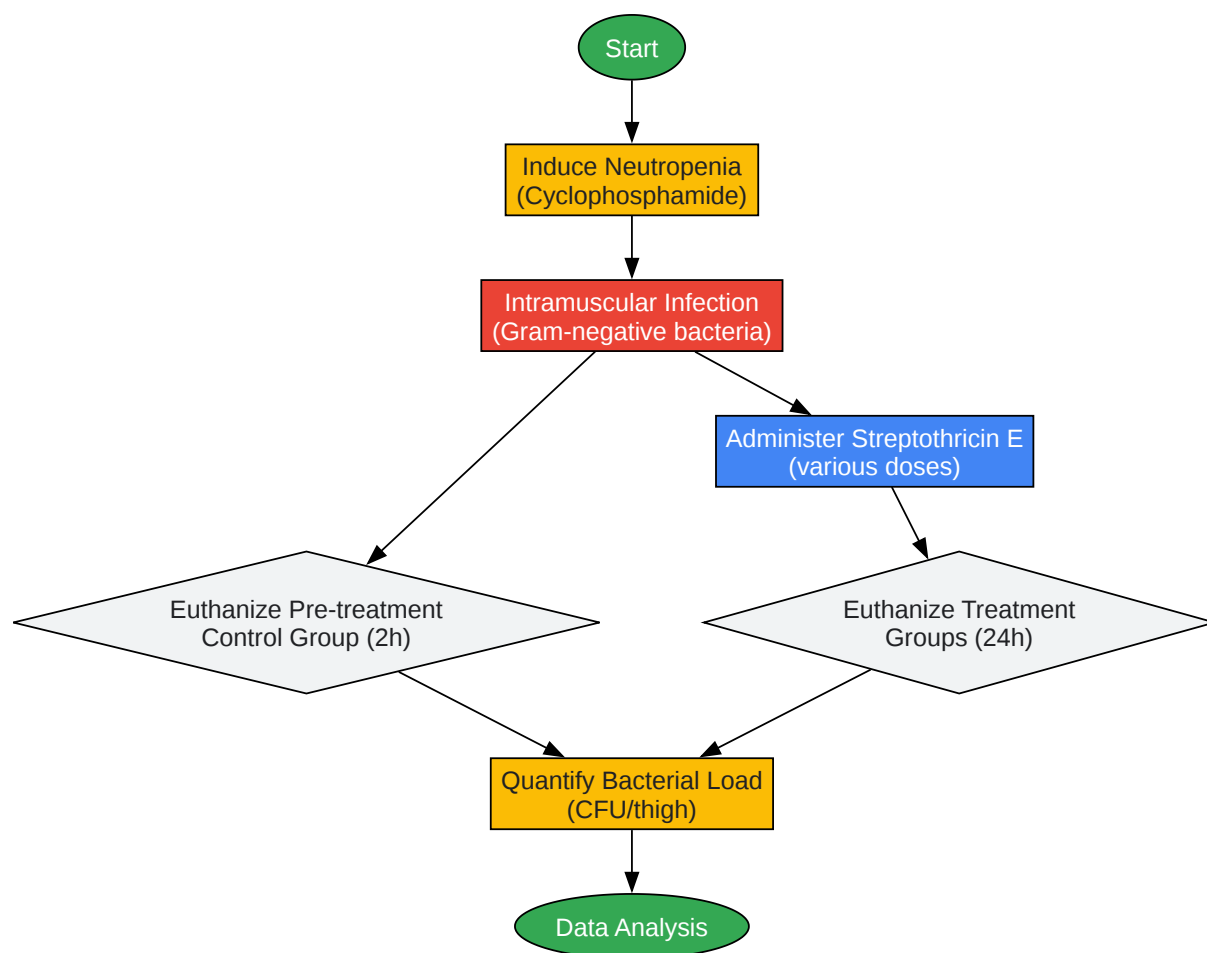 Start
Induce Neutropenia
(Cyclophosphamide)
Intramuscular Infection
(Gram-negative bacteria)
Administer Streptothricin E
(various doses)
Euthanize Pre-treatment
Control Group (2h)
Euthanize Treatment
Groups (24h)
Quantify Bacterial Load
(CFU/thigh)
Data Analysis